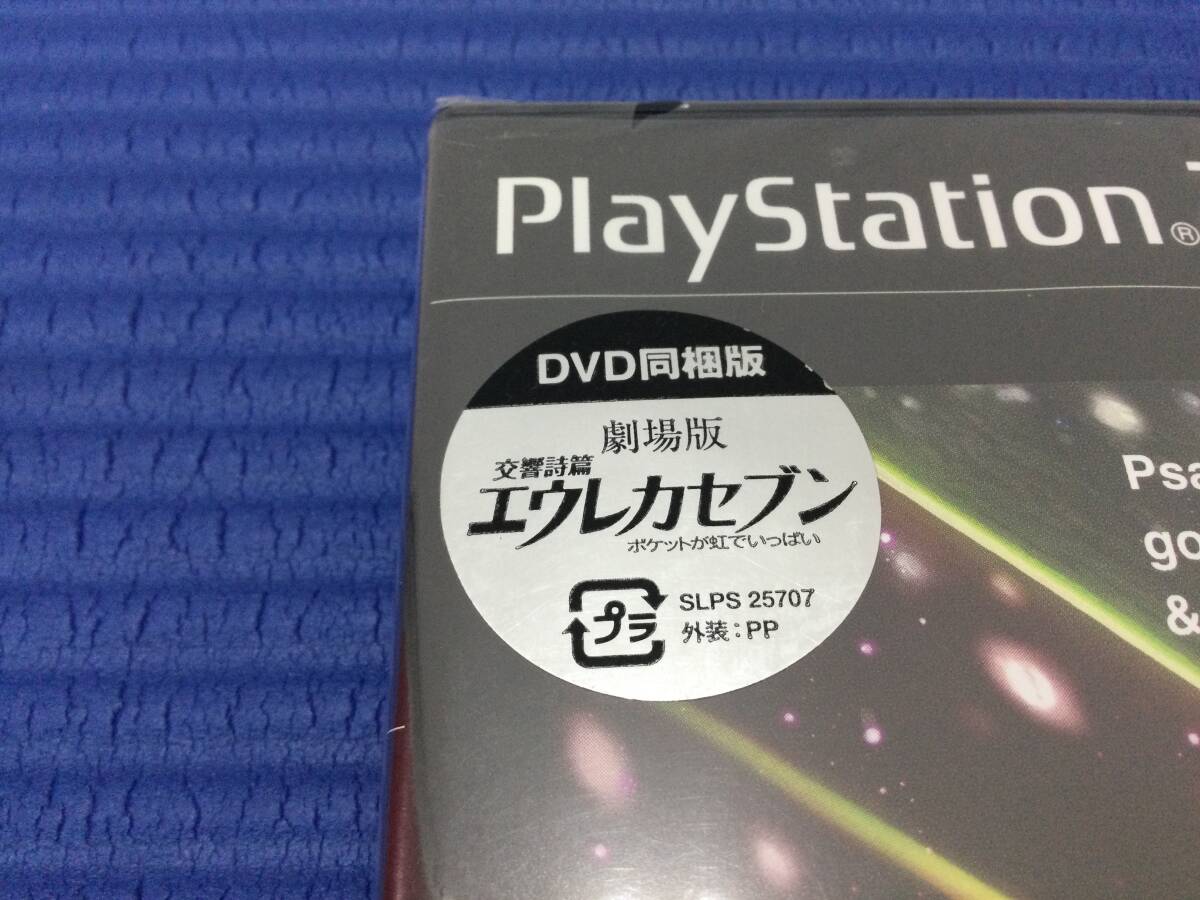 PlayStation®
DVD同梱版
劇場版
交響詩篇
エウレカセブン
ポケットが虹でいっぱい
プラ
SLPS 25707
外装:PP
Psa
go
&